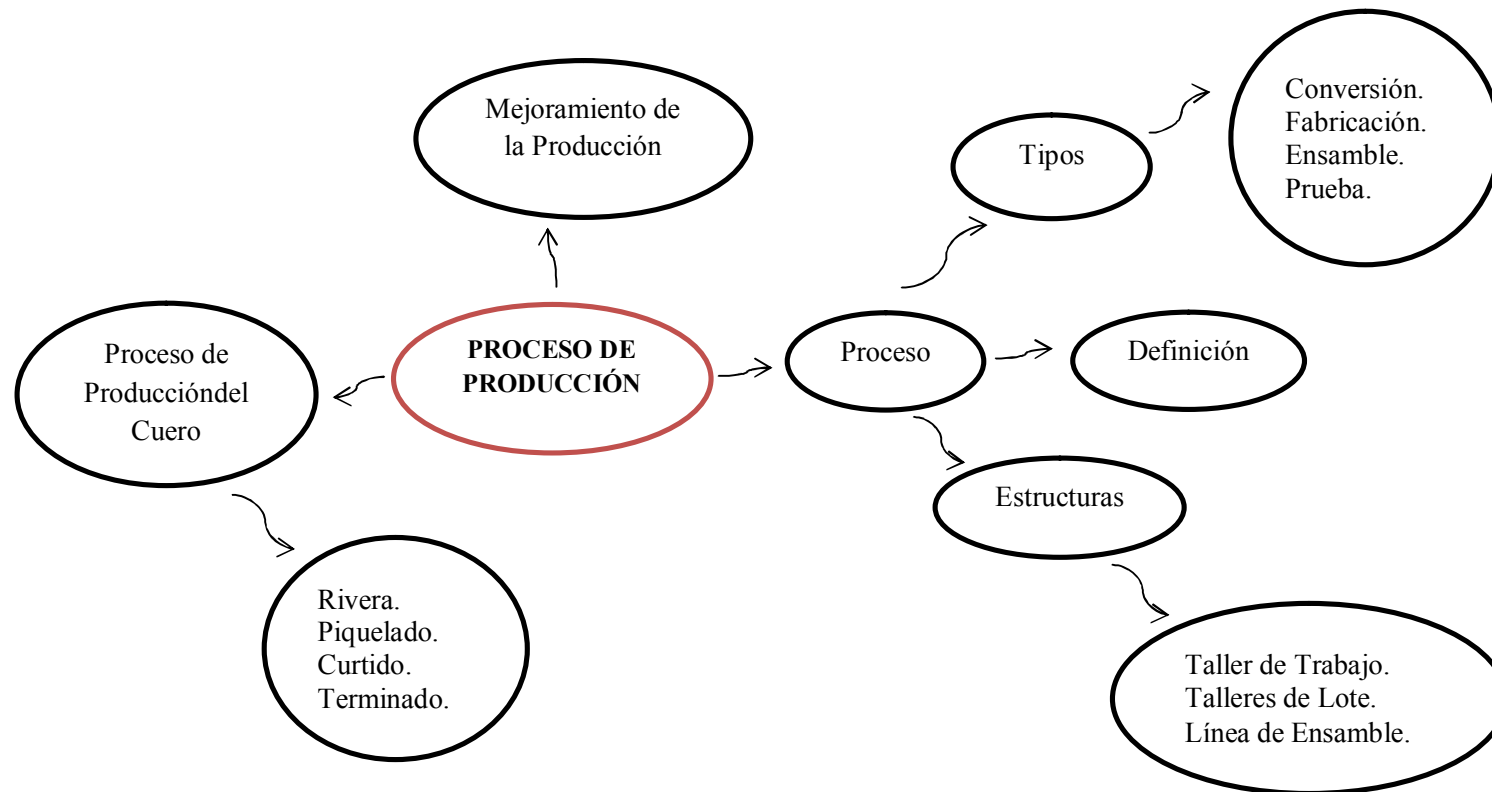 Mejoramiento de
la Producción
Tipos
Conversión.
Fabricación.
Ensamble.
Prueba.
Proceso de
Produccióndel
Cuero
PROCESO DE
PRODUCCIÓN
Proceso
Definición
Estructuras
Rivera.
Piquelado.
Curtido.
Terminado.
Taller de Trabajo.
Talleres de Lote.
Línea de Ensamble.